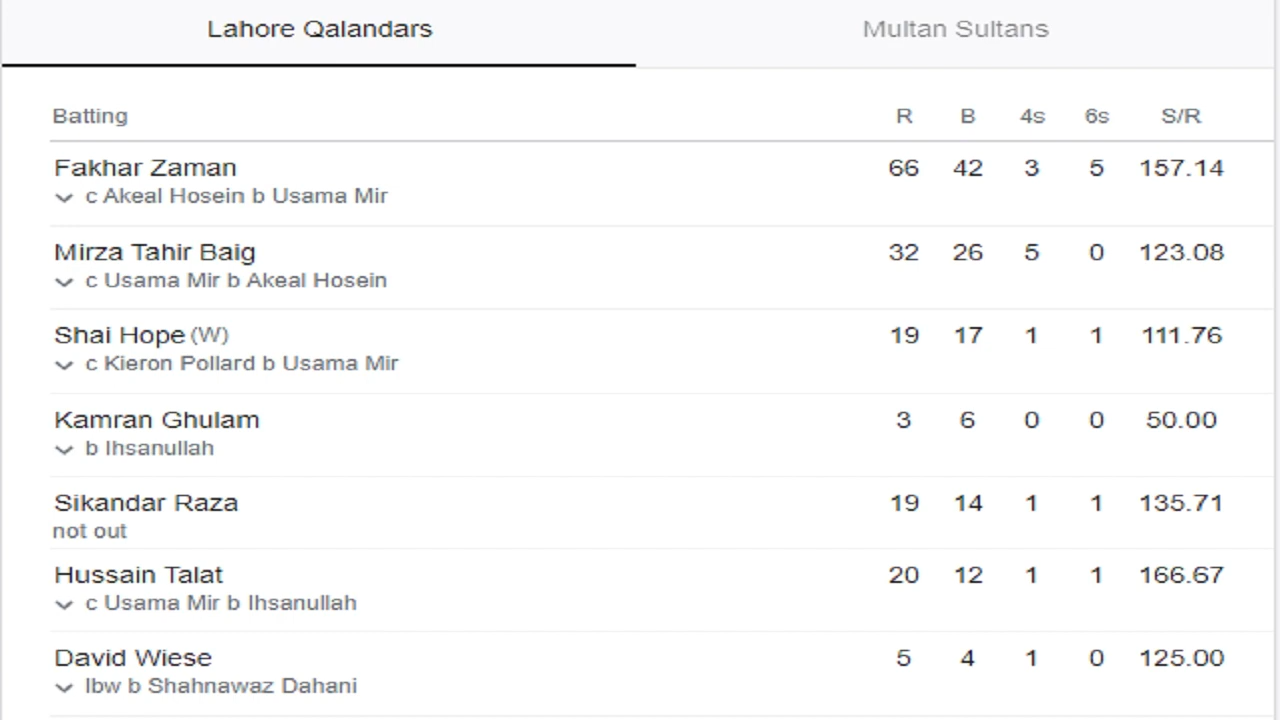 Lahore Qalandars Multan Sultans
Batting R B 4s 6s S/R
Fakhar Zaman 66 42 3 5 157.14
c Akeal Hosein b Usama Mir
Mirza Tahir Baig 32 26 5 0 123.08
c Usama Mir b Akeal Hosein
Shai Hope (W) 19 17 1 1 111.76
c Kieron Pollard b Usama Mir
Kamran Ghulam 3 6 0 0 50.00
b Ihsanullah
Sikandar Raza 19 14 1 1 135.71
not out
Hussain Talat 20 12 1 1 166.67
c Usama Mir b Ihsanullah
David Wiese 5 4 1 0 125.00
lbw b Shahnawaz Dahani